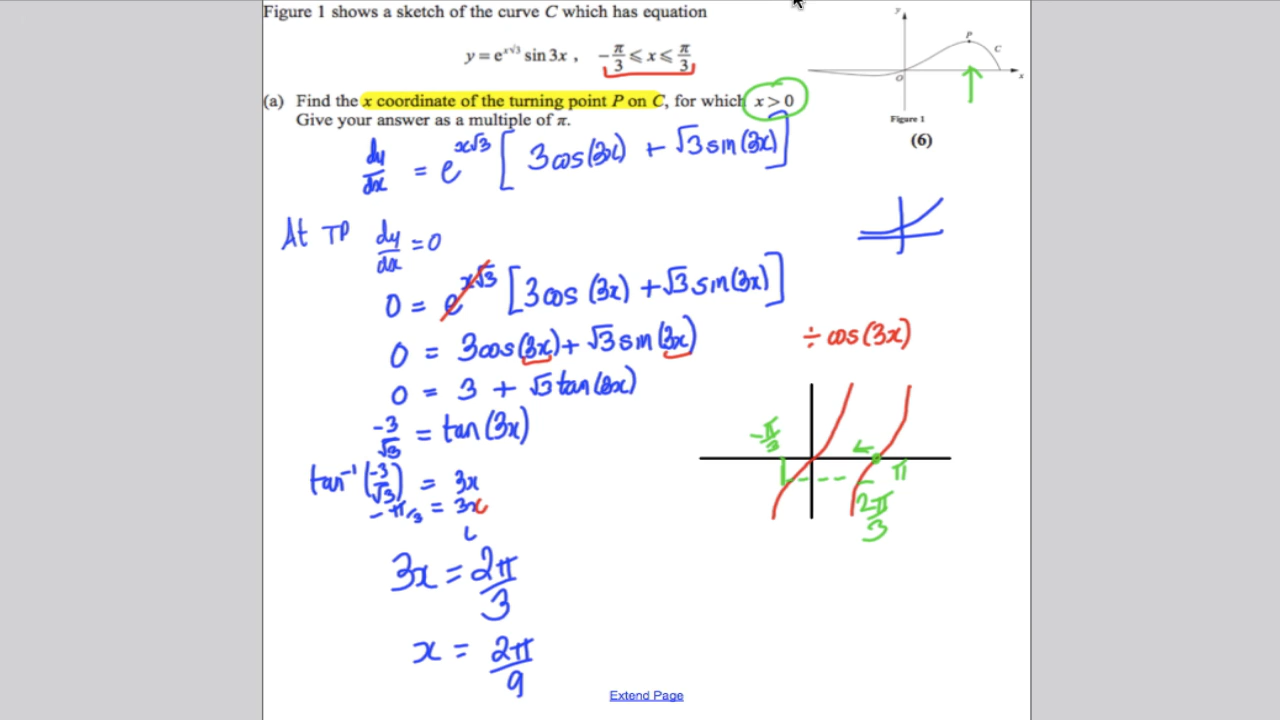 Figure 1 shows a sketch of the curve C which has equation
y = e^{x√3} sin 3x , -π/3 ⩽ x ⩽ π/3
(a) Find the x coordinate of the turning point P on C, for which x > 0
Give your answer as a multiple of π.
(6)
y
P
C
O
x
Figure 1
dy/dx = e^{x√3} [ 3cos(3x) + √3 sin(3x) ]
At TP dy/dx = 0
0 = e^{x√3} [ 3cos(3x) + √3 sin(3x) ]
0 = 3cos(3x) + √3 sin(3x)
÷ cos(3x)
0 = 3 + √3 tan(3x)
-3/√3 = tan(3x)
tan⁻¹(-3/√3) = 3x
-π/3 = 3x
3x = 2π/3
x = 2π/9
-π/3
π
2π/3
Extend Page